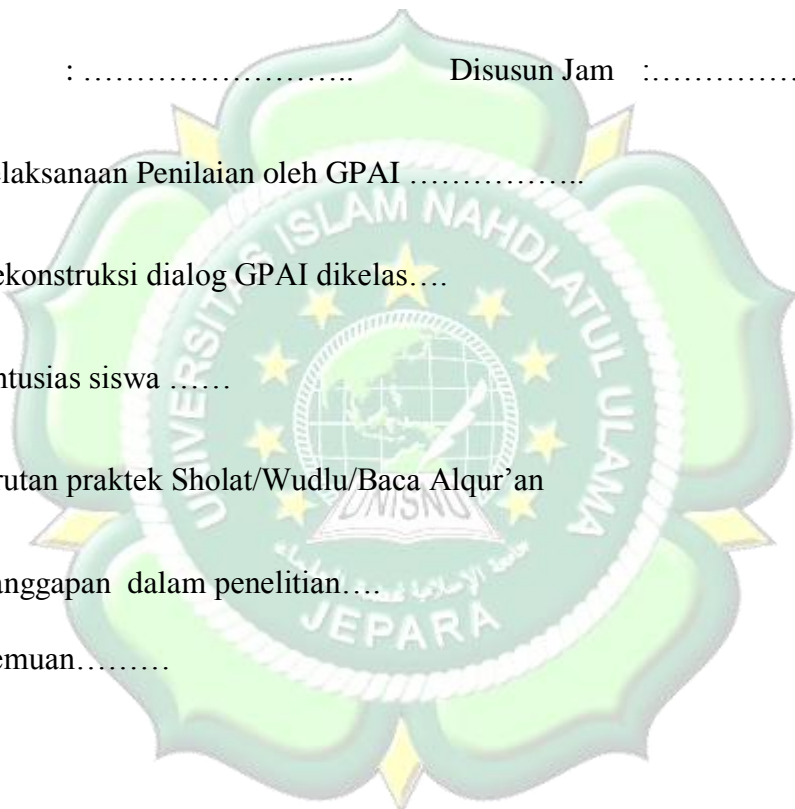 : …………………….. Disusun Jam :……………
elaksanaan Penilaian oleh GPAI ……………..
ekonstruksi dialog GPAI dikelas….
ntusias siswa ……
rutan praktek Sholat/Wudlu/Baca Alqur’an
anggapan dalam penelitian….
emuan………
UNIVERSITAS ISLAM NAHDLATUL ULAMA
UNISNU
JEPARA